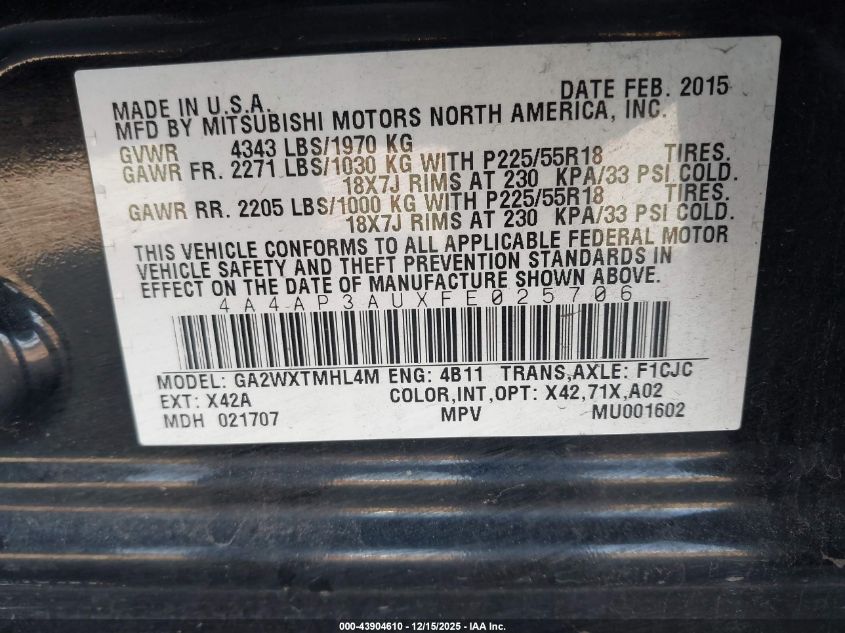 MADE IN U.S.A. DATE FEB. 2015
MFD BY MITSUBISHI MOTORS NORTH AMERICA, INC.
GVWR 4343 LBS/1970 KG
GAWR FR. 2271 LBS/1030 KG WITH P225/55R18 TIRES.
18X7J RIMS AT 230 KPA/33 PSI COLD.
GAWR RR. 2205 LBS/1000 KG WITH P225/55R18 TIRES.
18X7J RIMS AT 230 KPA/33 PSI COLD.
THIS VEHICLE CONFORMS TO ALL APPLICABLE FEDERAL MOTOR
VEHICLE SAFETY AND THEFT PREVENTION STANDARDS IN
EFFECT ON THE DATE OF MANUFACTURE SHOWN ABOVE.
4A4AP3AUXFE025706
MODEL: GA2WXTMHL4M ENG: 4B11 TRANS,AXLE: F1CJC
EXT: X42A COLOR,INT,OPT: X42,71X,A02
MDH 021707 MPV MU001602
000-43904610 - 12/15/2025 - IAA Inc.